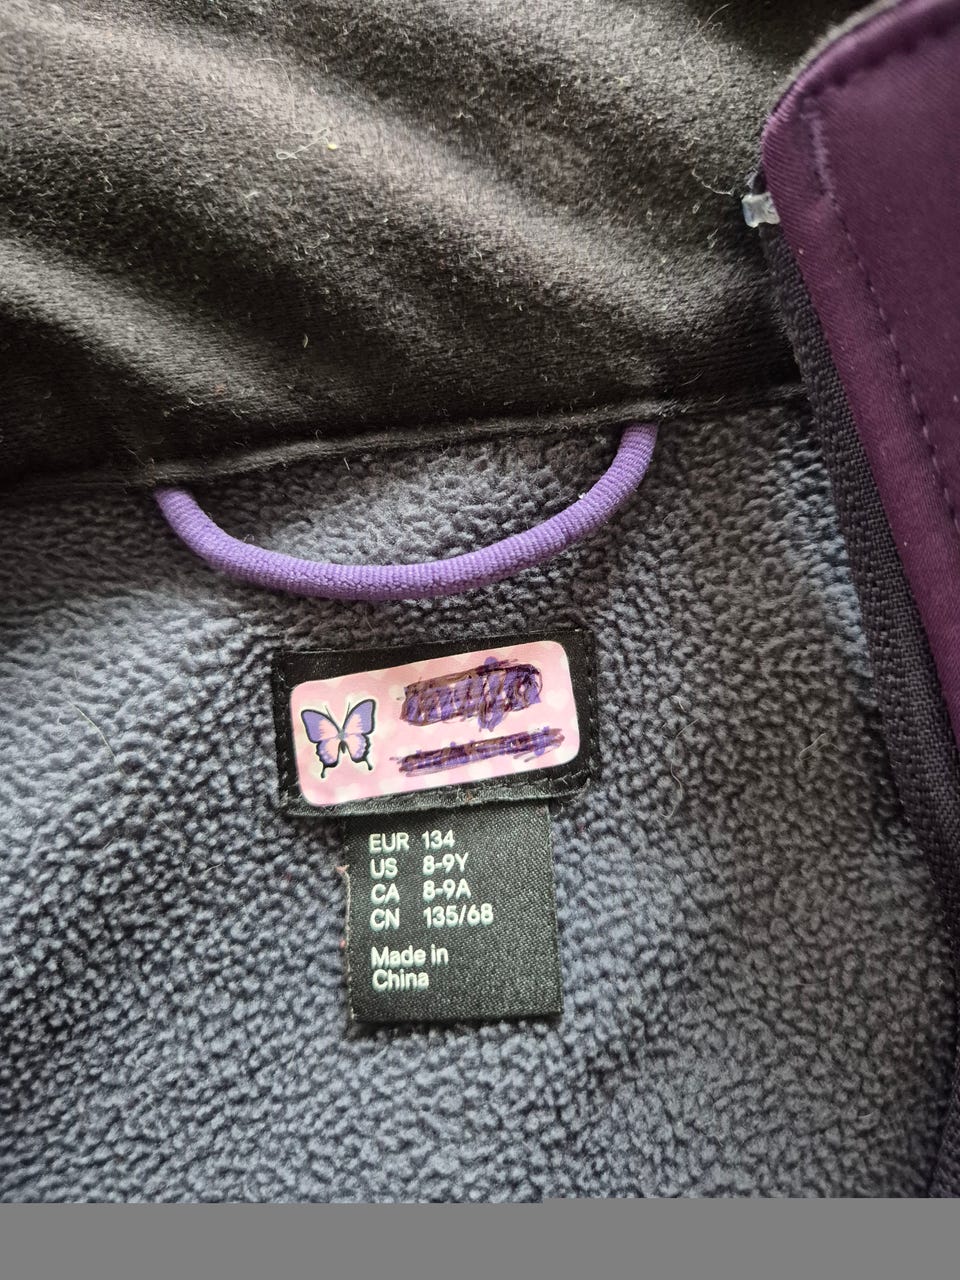 EUR 134
US 8-9Y
CA 8-9A
CN 135/68
Made in
China